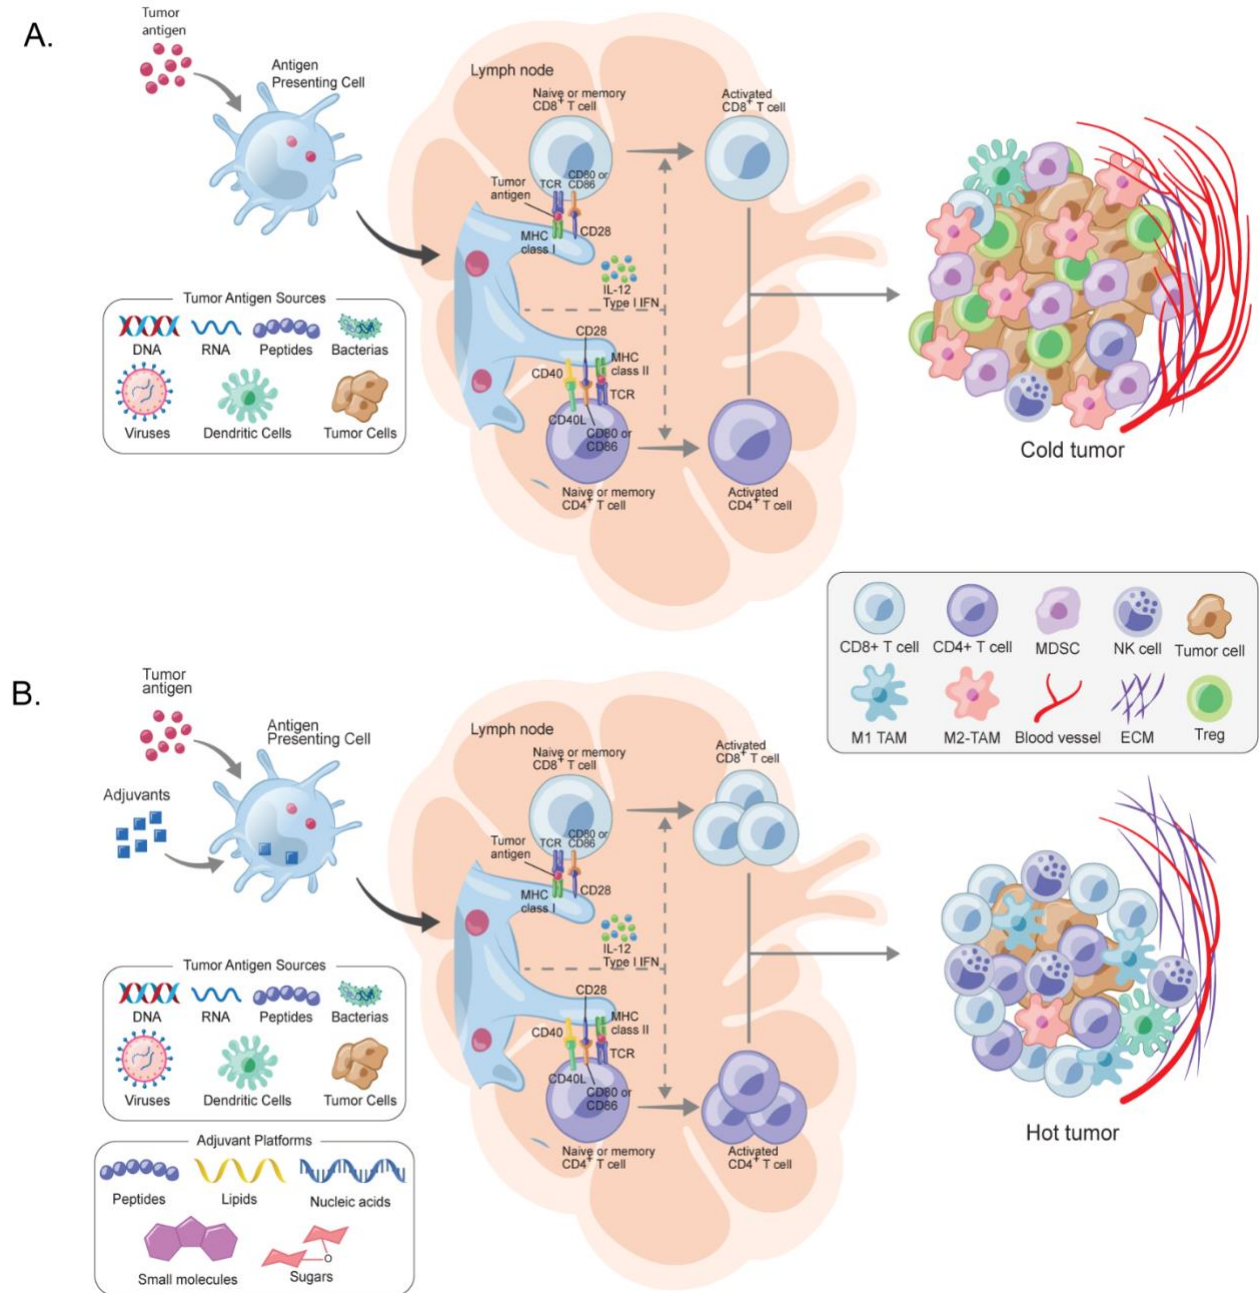 A.
Tumor
antigen
Antigen
Presenting Cell
Tumor Antigen Sources
DNA
RNA
Peptides
Bacterias
Viruses
Dendritic Cells
Tumor Cells
Lymph node
Naive or memory
CD8+ T cell
Activated
CD8+ T cell
TCR
CD80 or
CD86
Tumor
antigen
MHC
class I
CD28
IL-12
Type I IFN
CD28
CD40
MHC
class II
TCR
CD40L
CD80 or
CD86
Naive or memory
CD4+ T cell
Activated
CD4+ T cell
Cold tumor
CD8+ T cell
CD4+ T cell
MDSC
NK cell
Tumor cell
M1 TAM
M2-TAM
Blood vessel
ECM
Treg
B.
Tumor
antigen
Adjuvants
Antigen
Presenting Cell
Tumor Antigen Sources
DNA
RNA
Peptides
Bacterias
Viruses
Dendritic Cells
Tumor Cells
Adjuvant Platforms
Peptides
Lipids
Nucleic acids
Small molecules
O
Sugars
Lymph node
Naive or memory
CD8+ T cell
Activated
CD8+ T cell
TCR
CD80 or
CD86
Tumor
antigen
MHC
class I
CD28
IL-12
Type I IFN
CD28
CD40
MHC
class II
TCR
CD40L
CD80 or
CD86
Naive or memory
CD4+ T cell
Activated
CD4+ T cell
Hot tumor